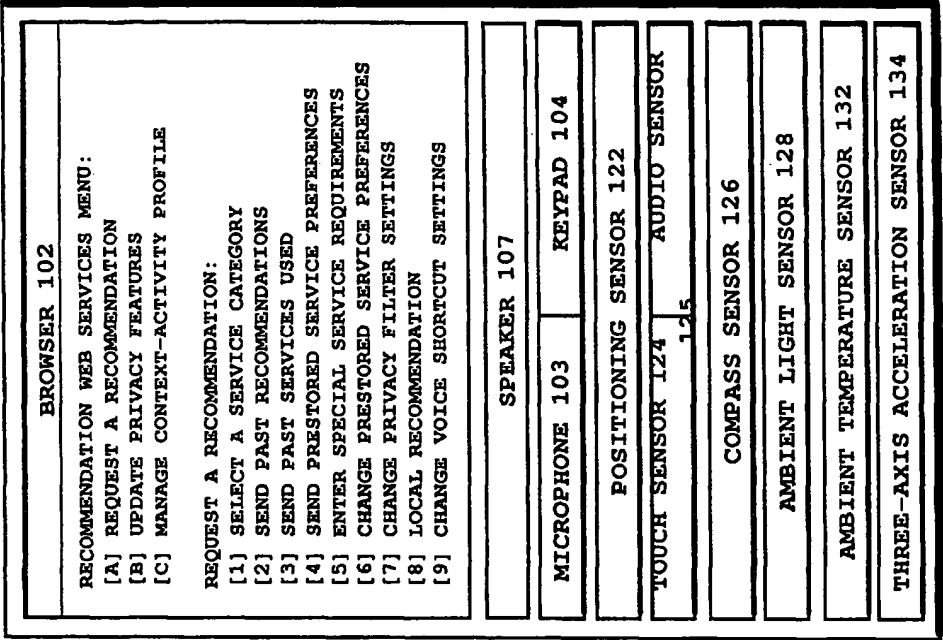 BROWSER 102
RECOMMENDATION WEB SERVICES MENU:
[A] REQUEST A RECOMMENDATION
[B] UPDATE PRIVACY FEATURES
[C] MANAGE CONTEXT-ACTIVITY PROFILE
REQUEST A RECOMMENDATION:
[1] SELECT A SERVICE CATEGORY
[2] SEND PAST RECOMMENDATIONS
[3] SEND PAST SERVICES USED
[4] SEND PRESTORED SERVICE PREFERENCES
[5] ENTER SPECIAL SERVICE REQUIREMENTS
[6] CHANGE PRESTORED SERVICE PREFERENCES
[7] CHANGE PRIVACY FILTER SETTINGS
[8] LOCAL RECOMMENDATION
[9] CHANGE VOICE SHORTCUT SETTINGS
SPEAKER 107
MICROPHONE 103 KEYPAD 104
POSITIONING SENSOR 122
TOUCH SENSOR 124 AUDIO SENSOR
125
COMPASS SENSOR 126
AMBIENT LIGHT SENSOR 128
AMBIENT TEMPERATURE SENSOR 132
THREE-AXIS ACCELERATION SENSOR 134